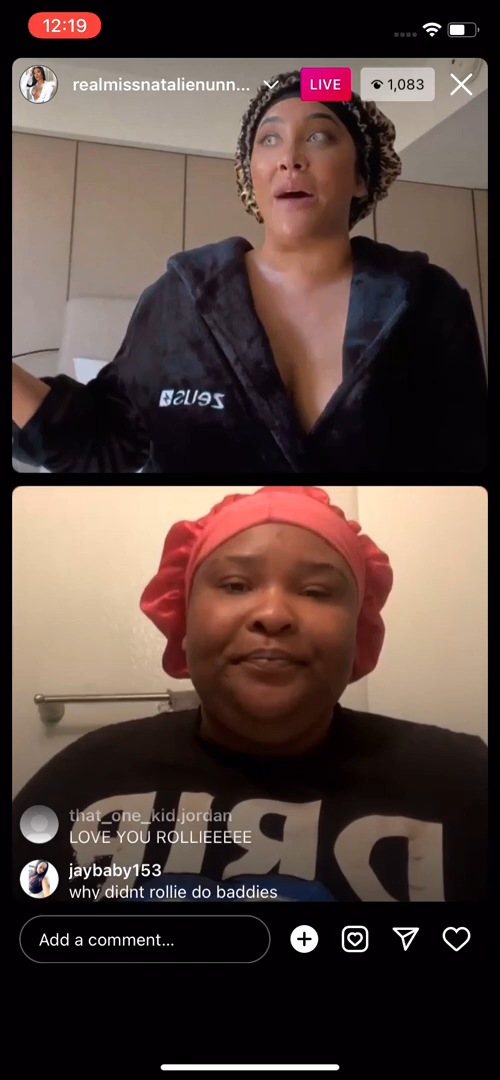 12:19
realmissnatalienunn...
LIVE
1,083
zeus
that_one_kid.jordan
LOVE YOU ROLLIEEEEE
DRIP
jaybaby153
why didnt rollie do baddies
Add a comment...